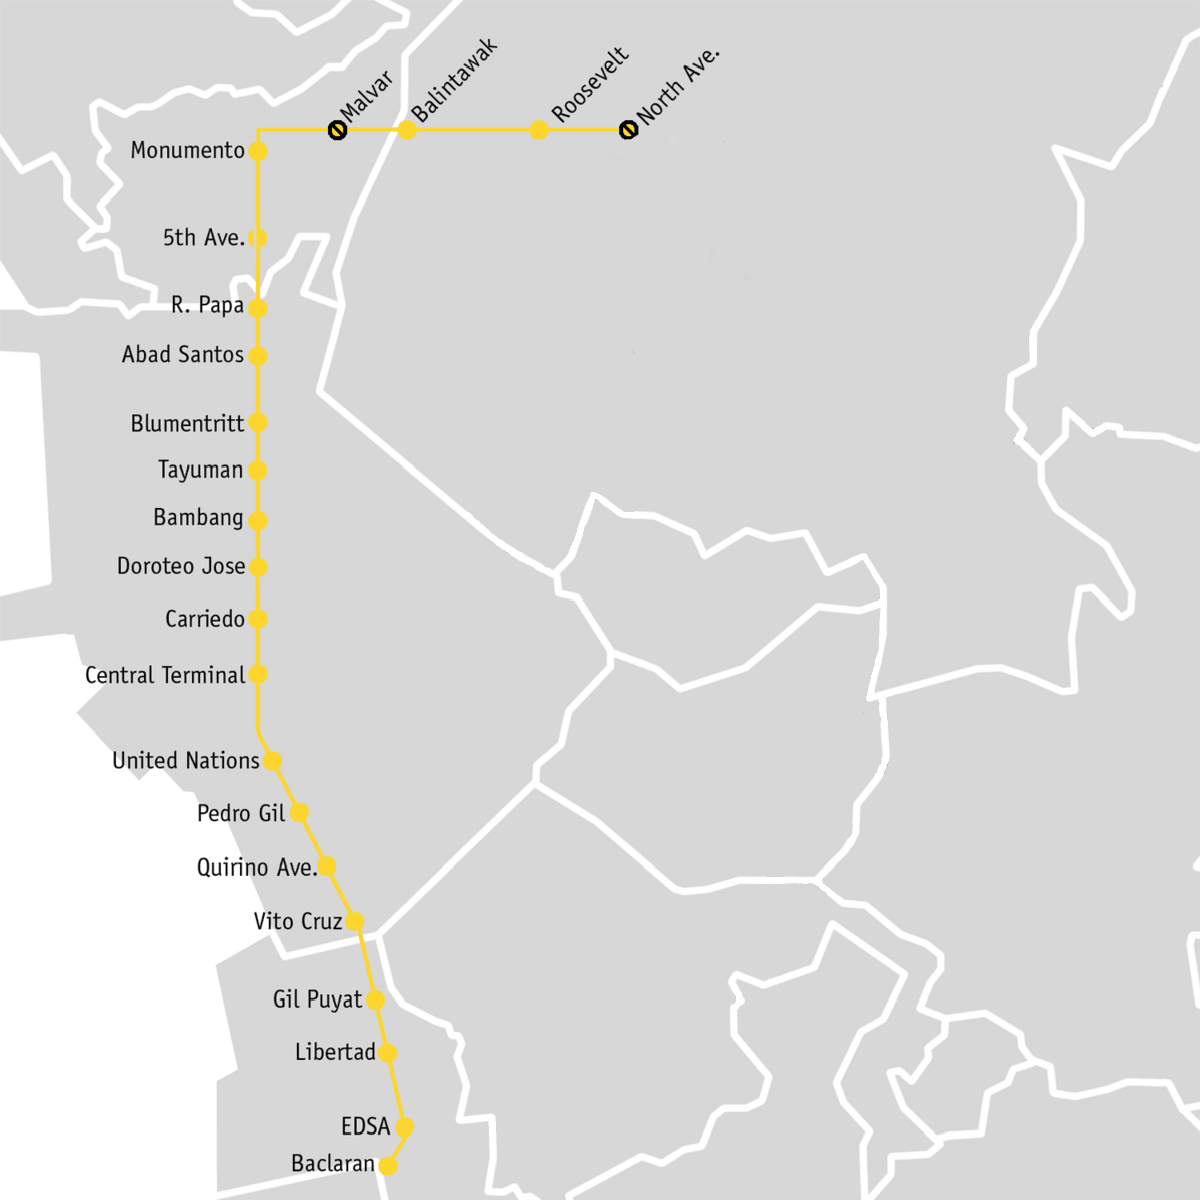 Malvar
Balintawak
Roosevelt
North Ave.
Monumento
5th Ave.
R. Papa
Abad Santos
Blumentritt
Tayuman
Bambang
Doroteo Jose
Carriedo
Central Terminal
United Nations
Pedro Gil
Quirino Ave.
Vito Cruz
Gil Puyat
Libertad
EDSA
Baclaran